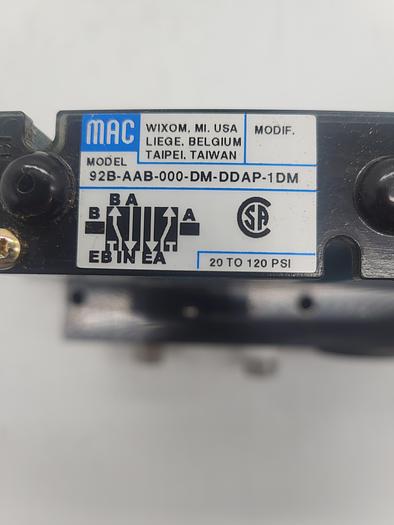 MAC
WIXOM, MI. USA
LIEGE, BELGIUM
TAIPEI, TAIWAN
MODIF.
MODEL
92B-AAB-000-DM-DDAP-1DM
B A
B A
EB IN EA
SA
20 TO 120 PSI